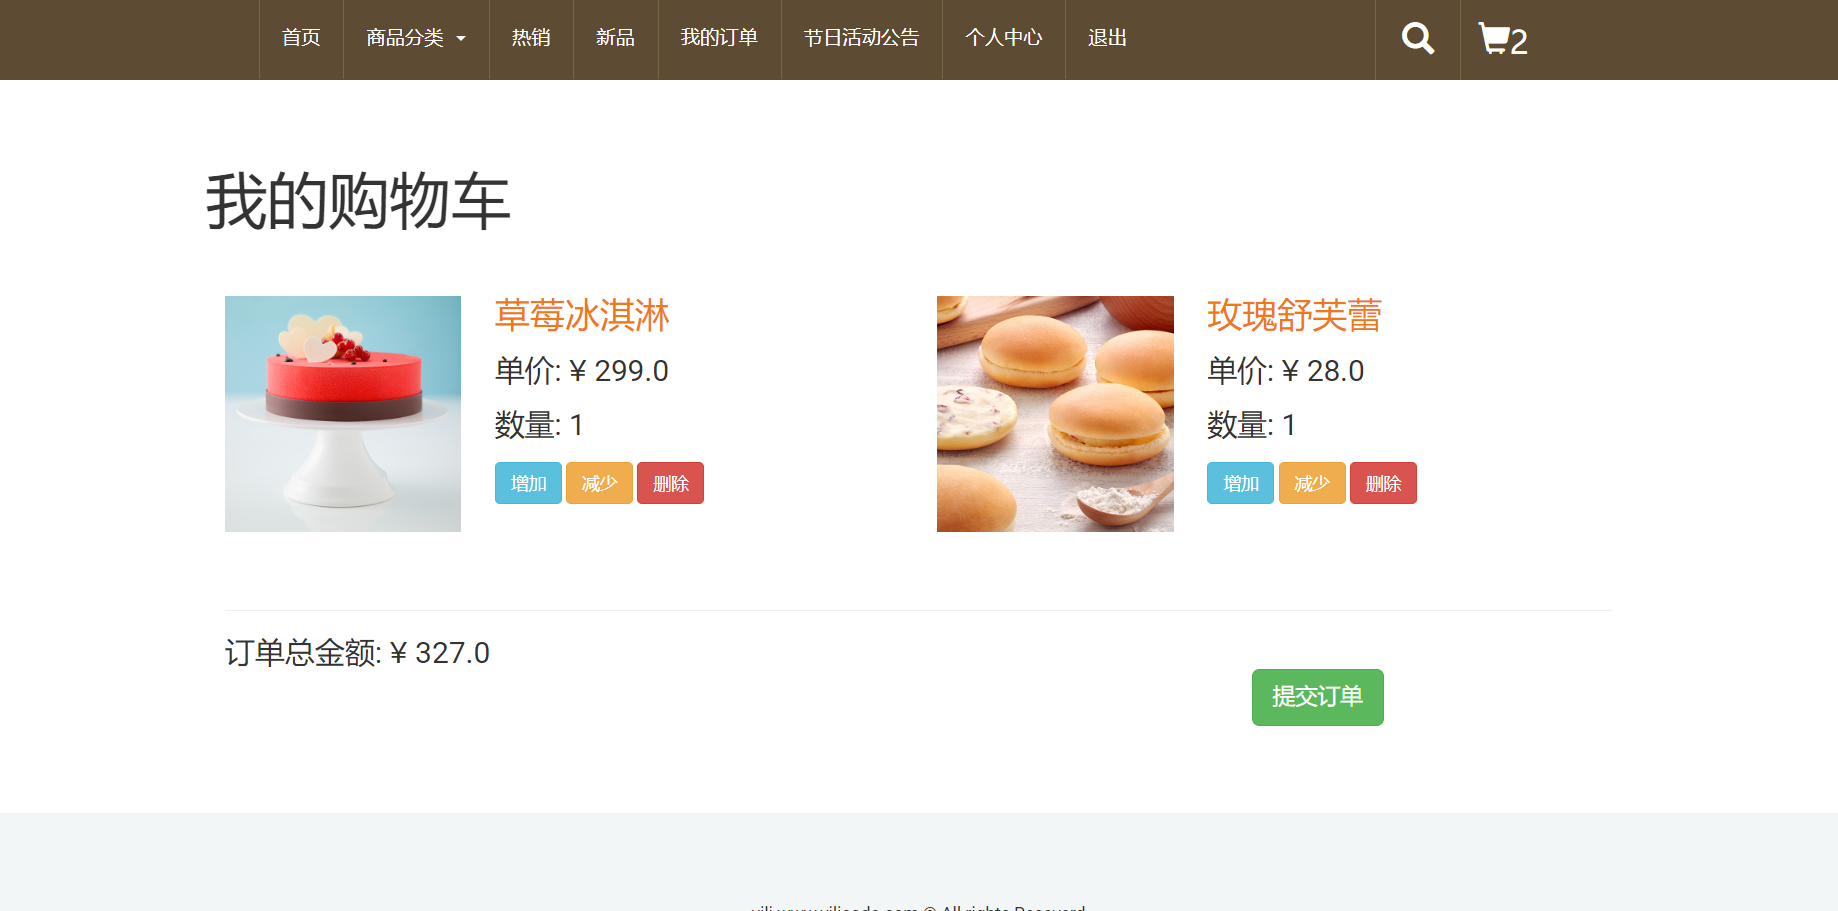 首页 商品分类 热销 新品 我的订单 节日活动公告 个人中心 退出 2
我的购物车
草莓冰淇淋
单价: ¥ 299.0
数量: 1
增加 减少 删除
玫瑰舒芙蕾
单价: ¥ 28.0
数量: 1
增加 减少 删除
订单总金额: ¥ 327.0
提交订单